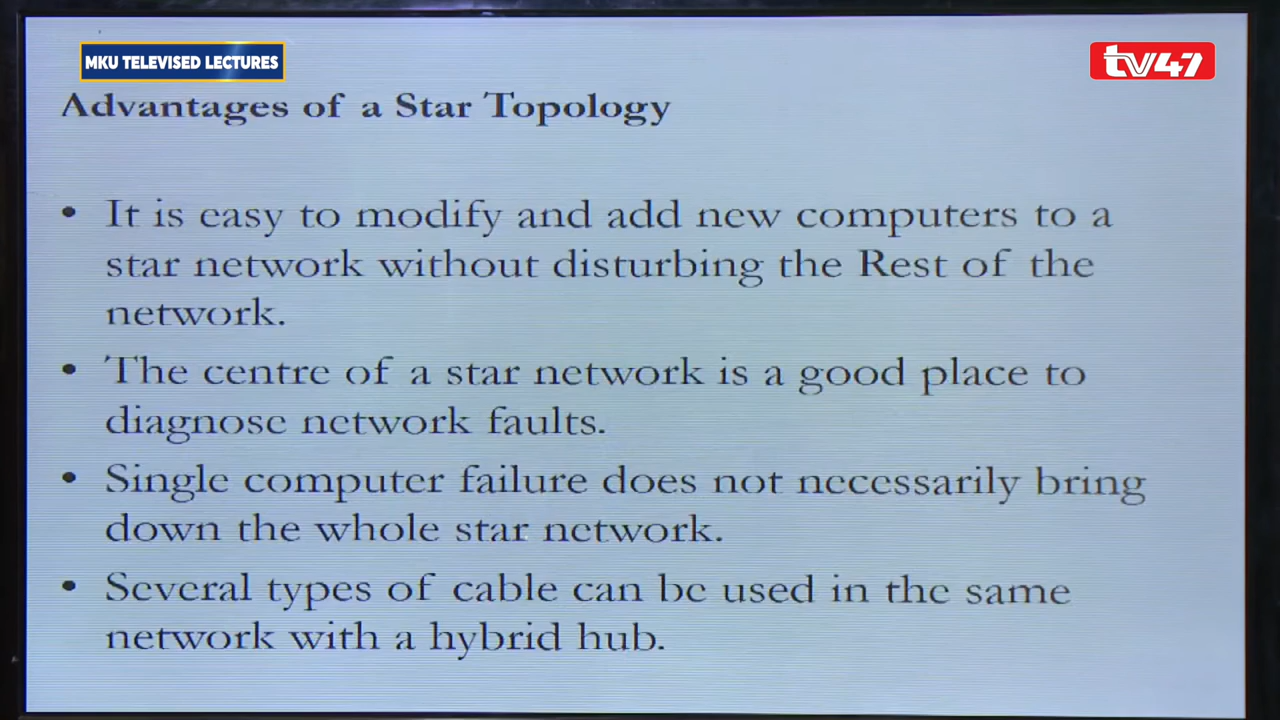 MKU TELEVISED LECTURES
tv47
Advantages of a Star Topology
• It is easy to modify and add new computers to a
star network without disturbing the Rest of the
network.
• The centre of a star network is a good place to
diagnose network faults.
• Single computer failure does not necessarily bring
down the whole star network.
• Several types of cable can be used in the same
network with a hybrid hub.